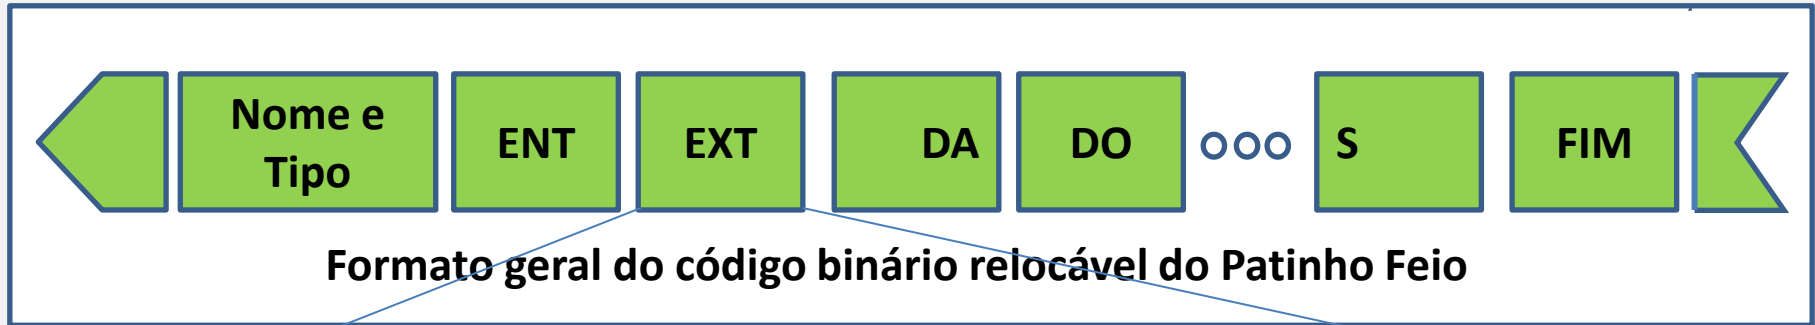 Nome e
Tipo
ENT
EXT
DA
DO
S
FIM
Formato geral do código binário relocável do Patinho Feio